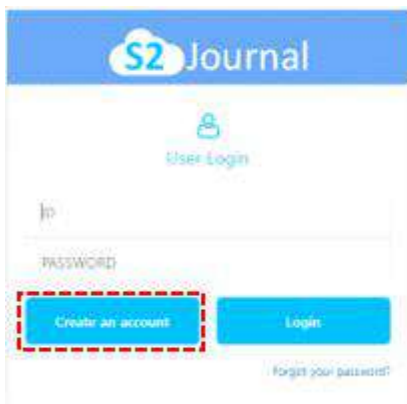 S2 Journal
User Login
ID
PASSWORD
Create an account Login
Forgot your password?